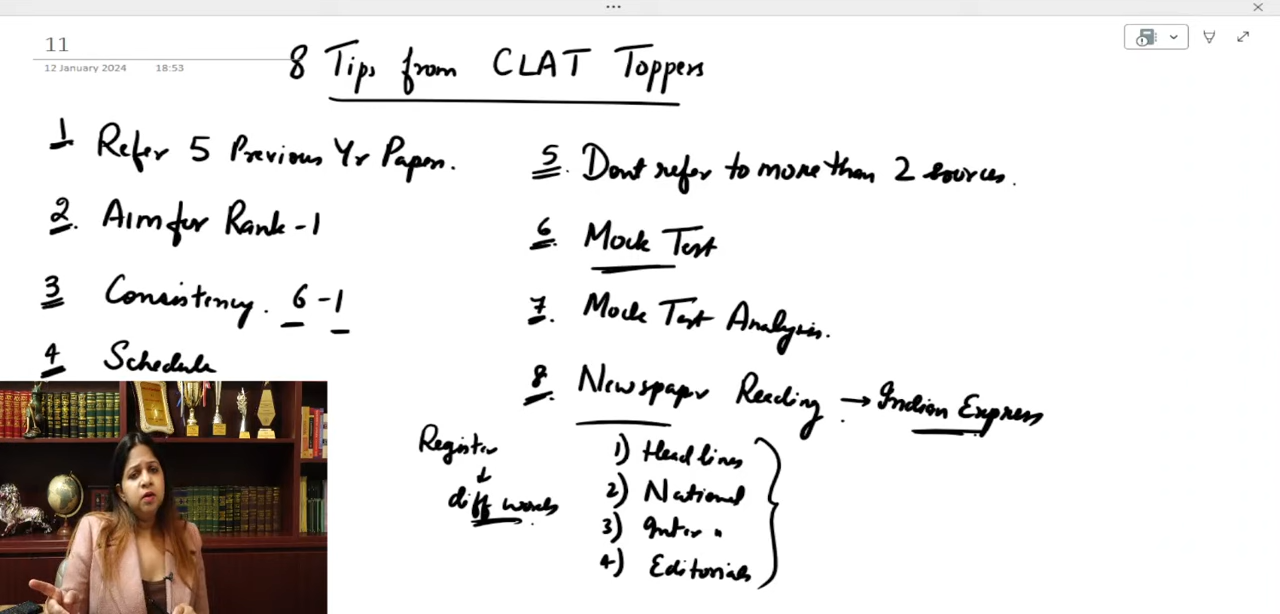 11
12 January 2024 18:53
8 Tips from CLAT Toppers
1 Refer 5 Previous Yr Papers.
2. Aim for Rank-1
3 Consistency. 6-1
4 Schedule
5. Dont refer to more than 2 sources.
6 Mock Test
7. Mock Test Analysis.
8. Newspaper Reading → Indian Express
Register
↓
diff words
1) Headlines
2) National
3) Inter "
4) Editorials